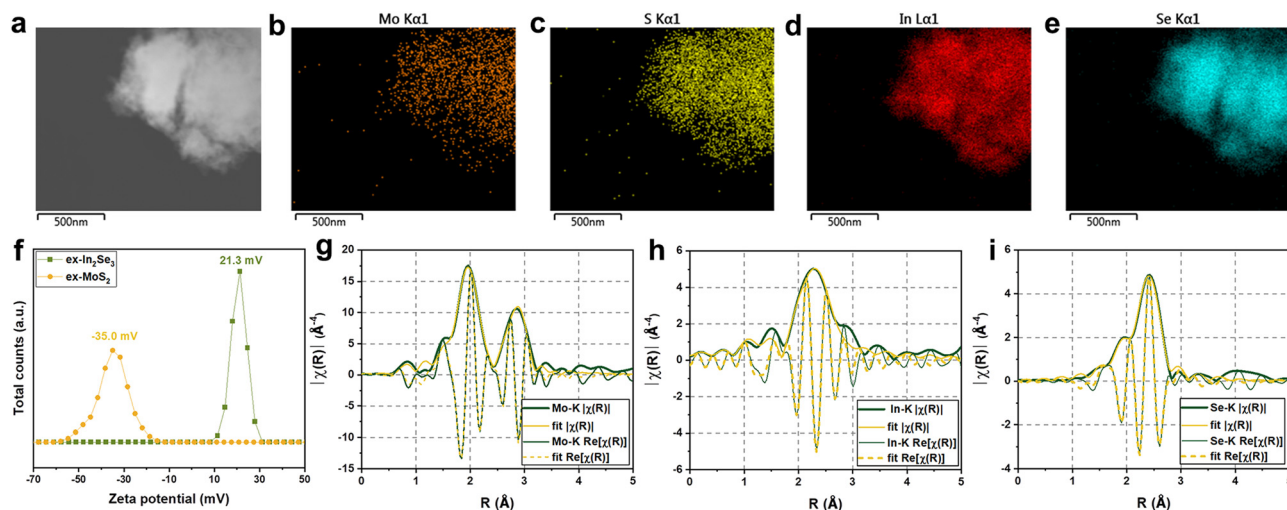 a
b
Mo Kα1
c
S Kα1
d
In Lα1
e
Se Kα1
500nm
500nm
500nm
500nm
500nm
f
ex-In2Se3
ex-MoS2
21.3 mV
-35.0 mV
Total counts (a.u.)
-70 -50 -30 -10 10 30 50
Zeta potential (mV)
g
20
15
10
5
0
-5
-10
-15
|χ(R)| (Å-4)
Mo-K |χ(R)|
fit |χ(R)|
Mo-K Re[χ(R)]
fit Re[χ(R)]
0 1 2 3 4 5
R (Å)
h
6
4
2
0
-2
-4
-6
|χ(R)| (Å-4)
In-K |χ(R)|
fit |χ(R)|
In-K Re[χ(R)]
fit Re[χ(R)]
0 1 2 3 4 5
R (Å)
i
6
4
2
0
-2
-4
|χ(R)| (Å-4)
Se-K |χ(R)|
fit |χ(R)|
Se-K Re[χ(R)]
fit Re[χ(R)]
0 1 2 3 4 5
R (Å)